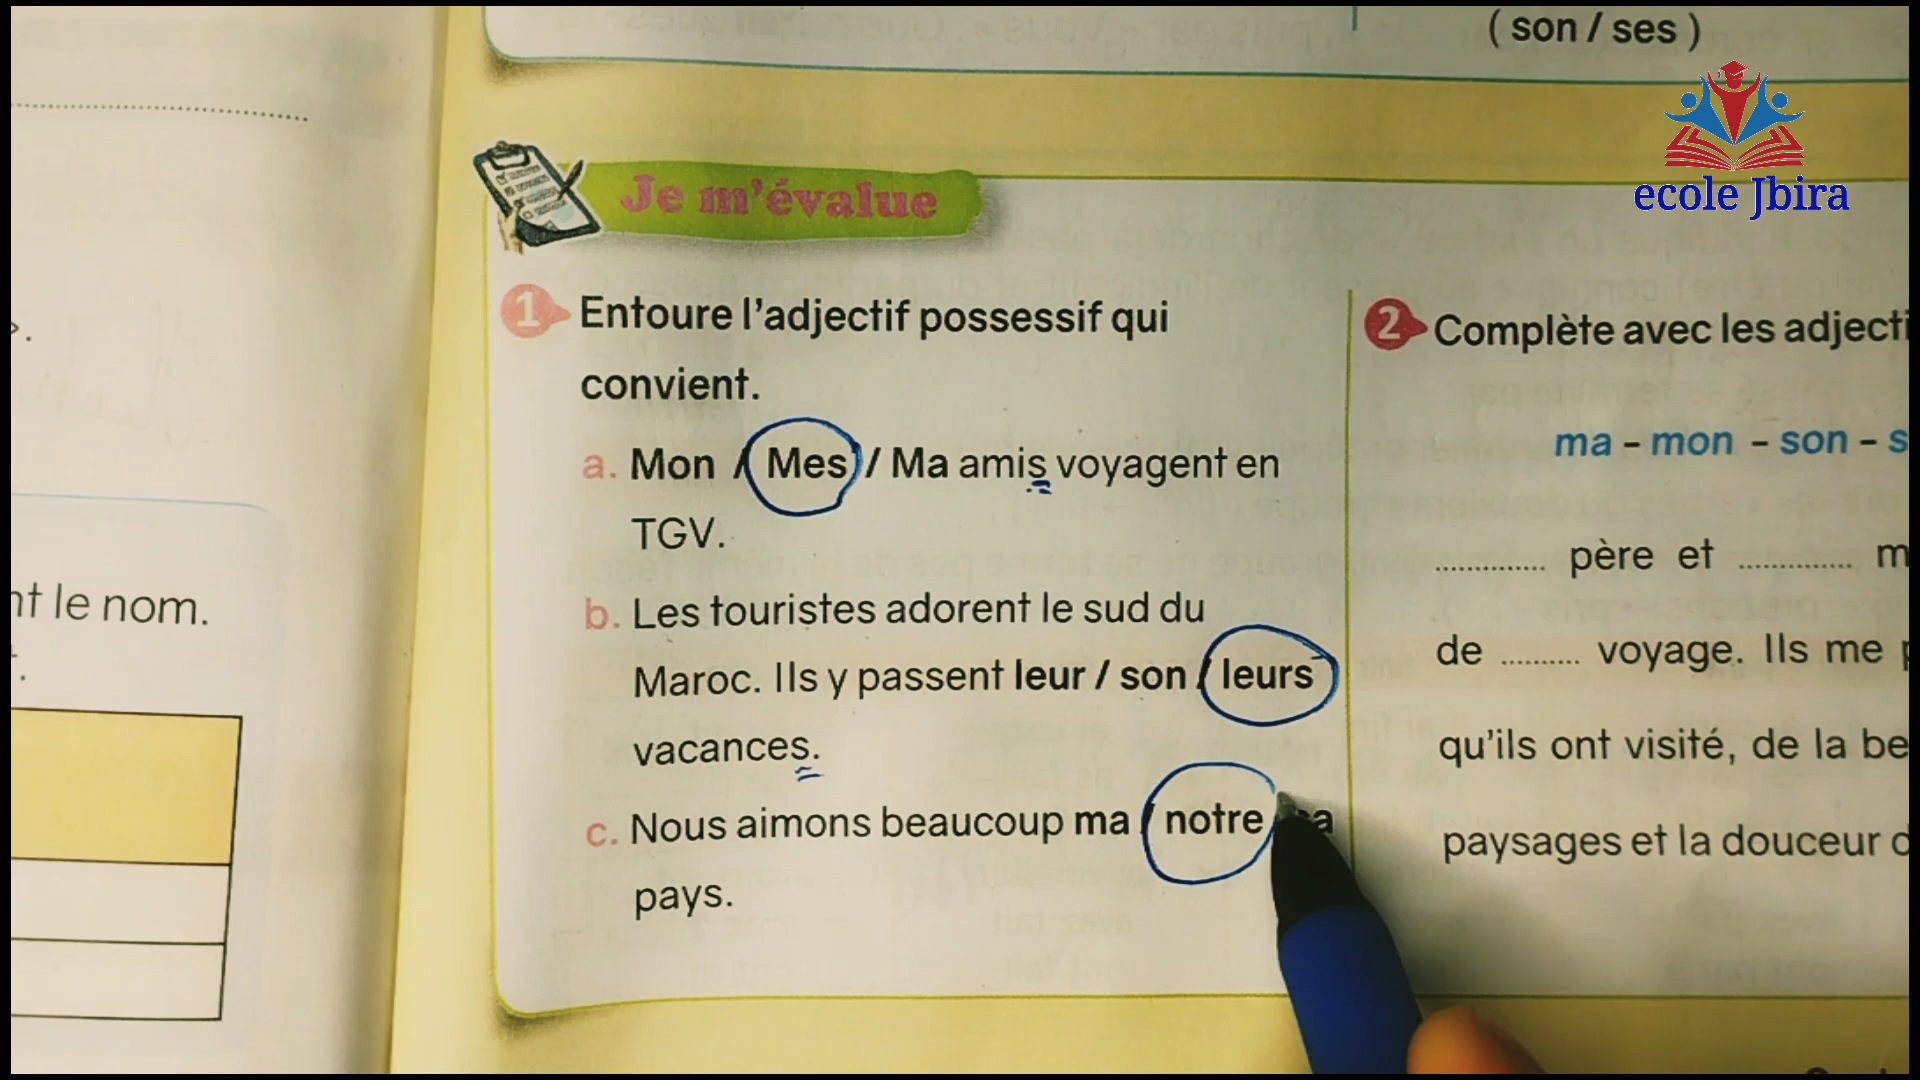 ( son / ses )
ecole Jbira
Je m'évalue
1 Entoure l'adjectif possessif qui
convient.
a. Mon / Mes / Ma amis voyagent en
TGV.
b. Les touristes adorent le sud du
Maroc. Ils y passent leur / son / leurs
vacances.
c. Nous aimons beaucoup ma / notre
pays.
2 Complète avec les adjecti
ma - mon - son - s
............. père et ............. m
de .......... voyage. Ils me
qu'ils ont visité, de la be
paysages et la douceur
nt le nom.